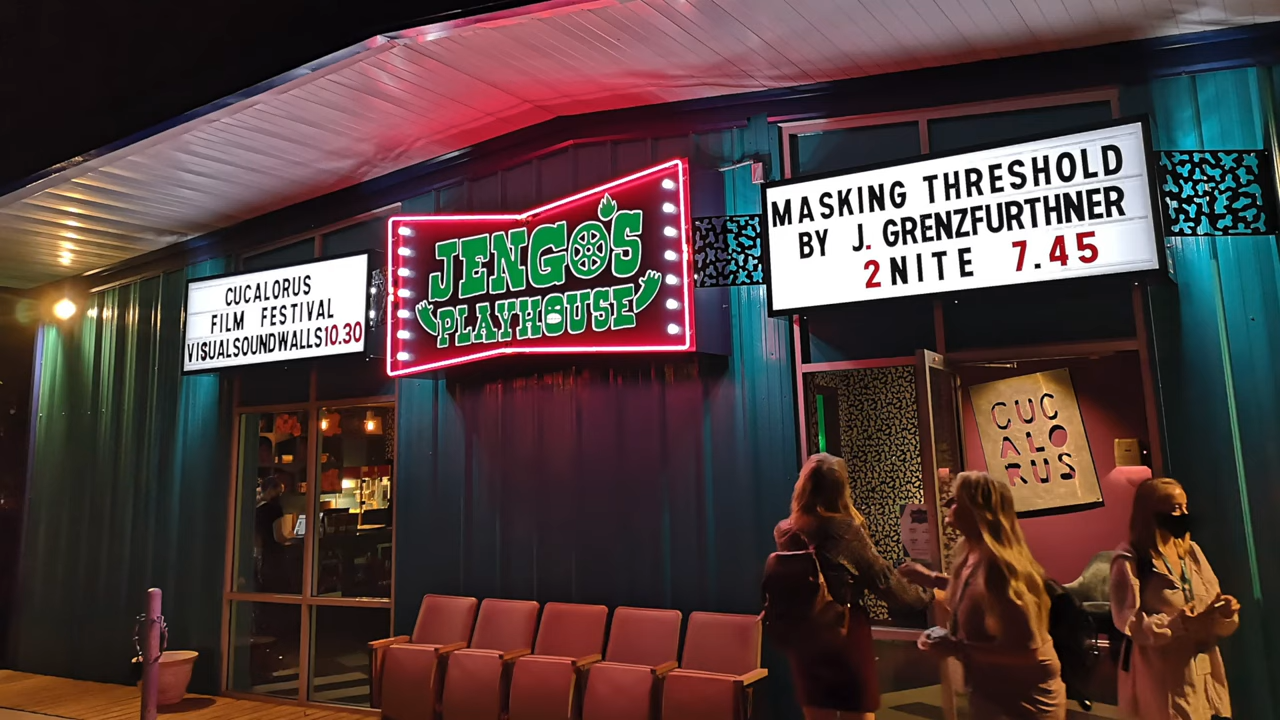 CUCALORUS
FILM FESTIVAL
VISUALSOUNDWALLS10.30
JENGO'S
PLAYHOUSE
MASKING THRESHOLD
BY J. GRENZFURTHNER
2NITE 7.45
CUC
ALO
RUS